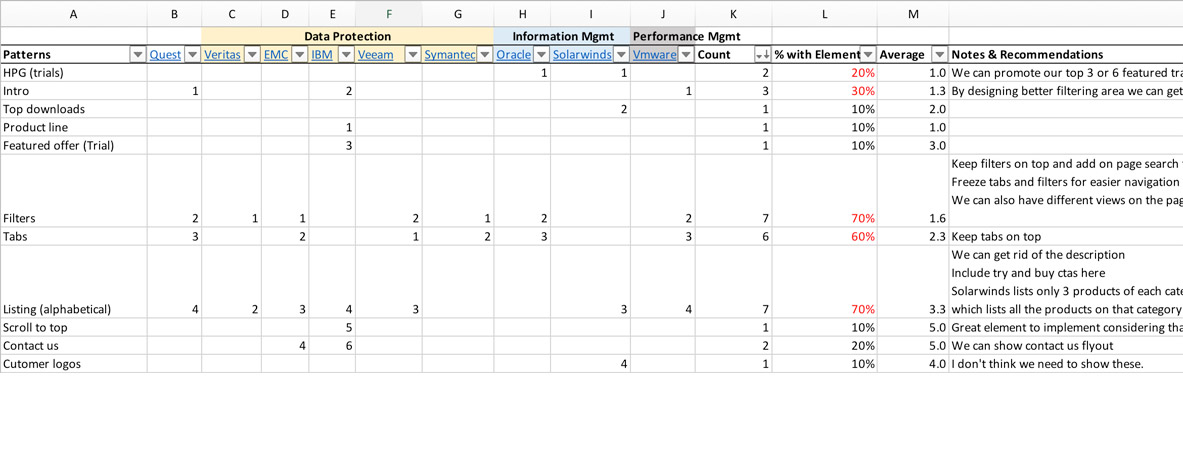 A B C D E F G H I J K L M
Data Protection Information Mgmt Performance Mgmt
Patterns Quest Veritas EMC IBM Veeam Symantec Oracle Solarwinds Vmware Count % with Element Average Notes & Recommendations
HPG (trials) 1 1 2 20% 1.0 We can promote our top 3 or 6 featured
Intro 1 2 1 3 30% 1.3 By designing better filtering area we can get
Top downloads 2 1 10% 2.0
Product line 1 1 10% 1.0
Featured offer (Trial) 3 1 10% 3.0
Keep filters on top and add on page search
Freeze tabs and filters for easier navigation
We can also have different views on the
Filters 2 1 1 2 1 2 2 7 70% 1.6
Tabs 3 2 1 2 3 3 6 60% 2.3 Keep tabs on top
We can get rid of the description
Include try and buy ctas here
Solarwinds lists only 3 products of each
Listing (alphabetical) 4 2 3 4 3 3 4 7 70% 3.3 which lists all the products on that category
Scroll to top 5 1 10% 5.0 Great element to implement considering
Contact us 4 6 2 20% 5.0 We can show contact us flyout
Cutomer logos 4 1 10% 4.0 I don't think we need to show these.